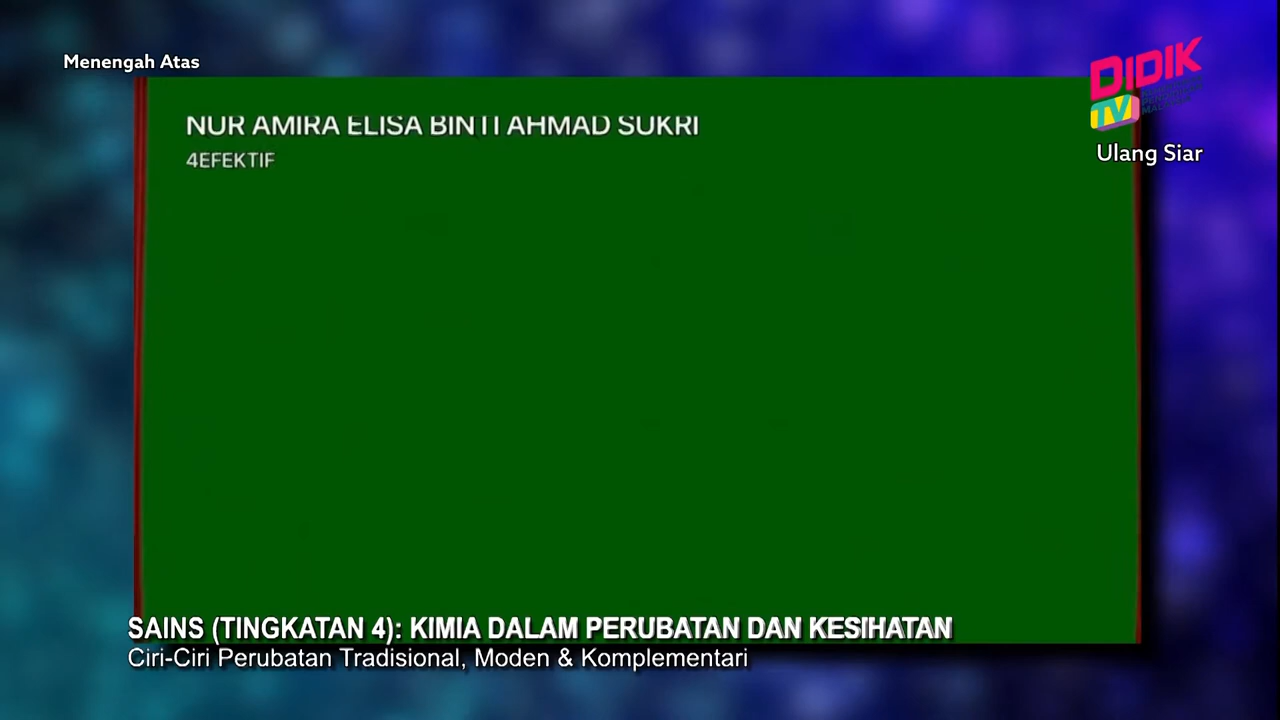 Menengah Atas
DIDIK
TV
Ulang Siar
NUR AMIRA ELISA BINTI AHMAD SUKRI
4EFEKTIF
SAINS (TINGKATAN 4): KIMIA DALAM PERUBATAN DAN KESIHATAN
Ciri-Ciri Perubatan Tradisional, Moden & Komplementari